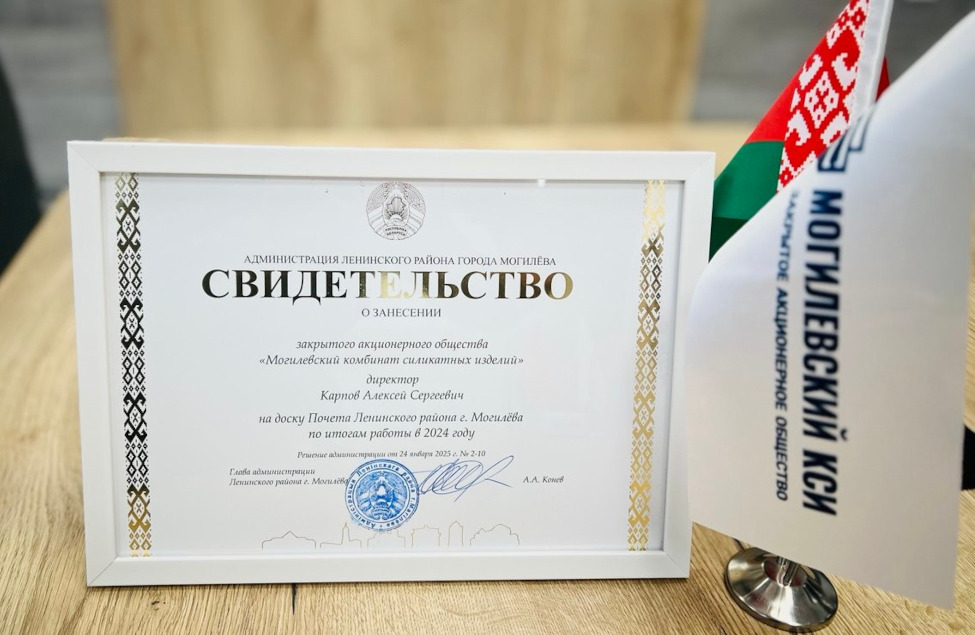 АДМИНИСТРАЦИЯ ЛЕНИНСКОГО РАЙОНА ГОРОДА МОГИЛЁВА
СВИДЕТЕЛЬСТВО
О ЗАНЕСЕНИИ
закрытого акционерного общества
«Могилевский комбинат силикатных изделий»
директор
Карпов Алексей Сергеевич
на доску Почета Ленинского района г. Могилёва
по итогам работы в 2024 году
Решение администрации от 24 января 2025 г. № 2-10
Глава администрации
Ленинского района г. Могилёва
А.А. Конев
МОГИЛЕВСКИЙ КСИ
ЗАКРЫТОЕ АКЦИОНЕРНОЕ ОБЩЕСТВО